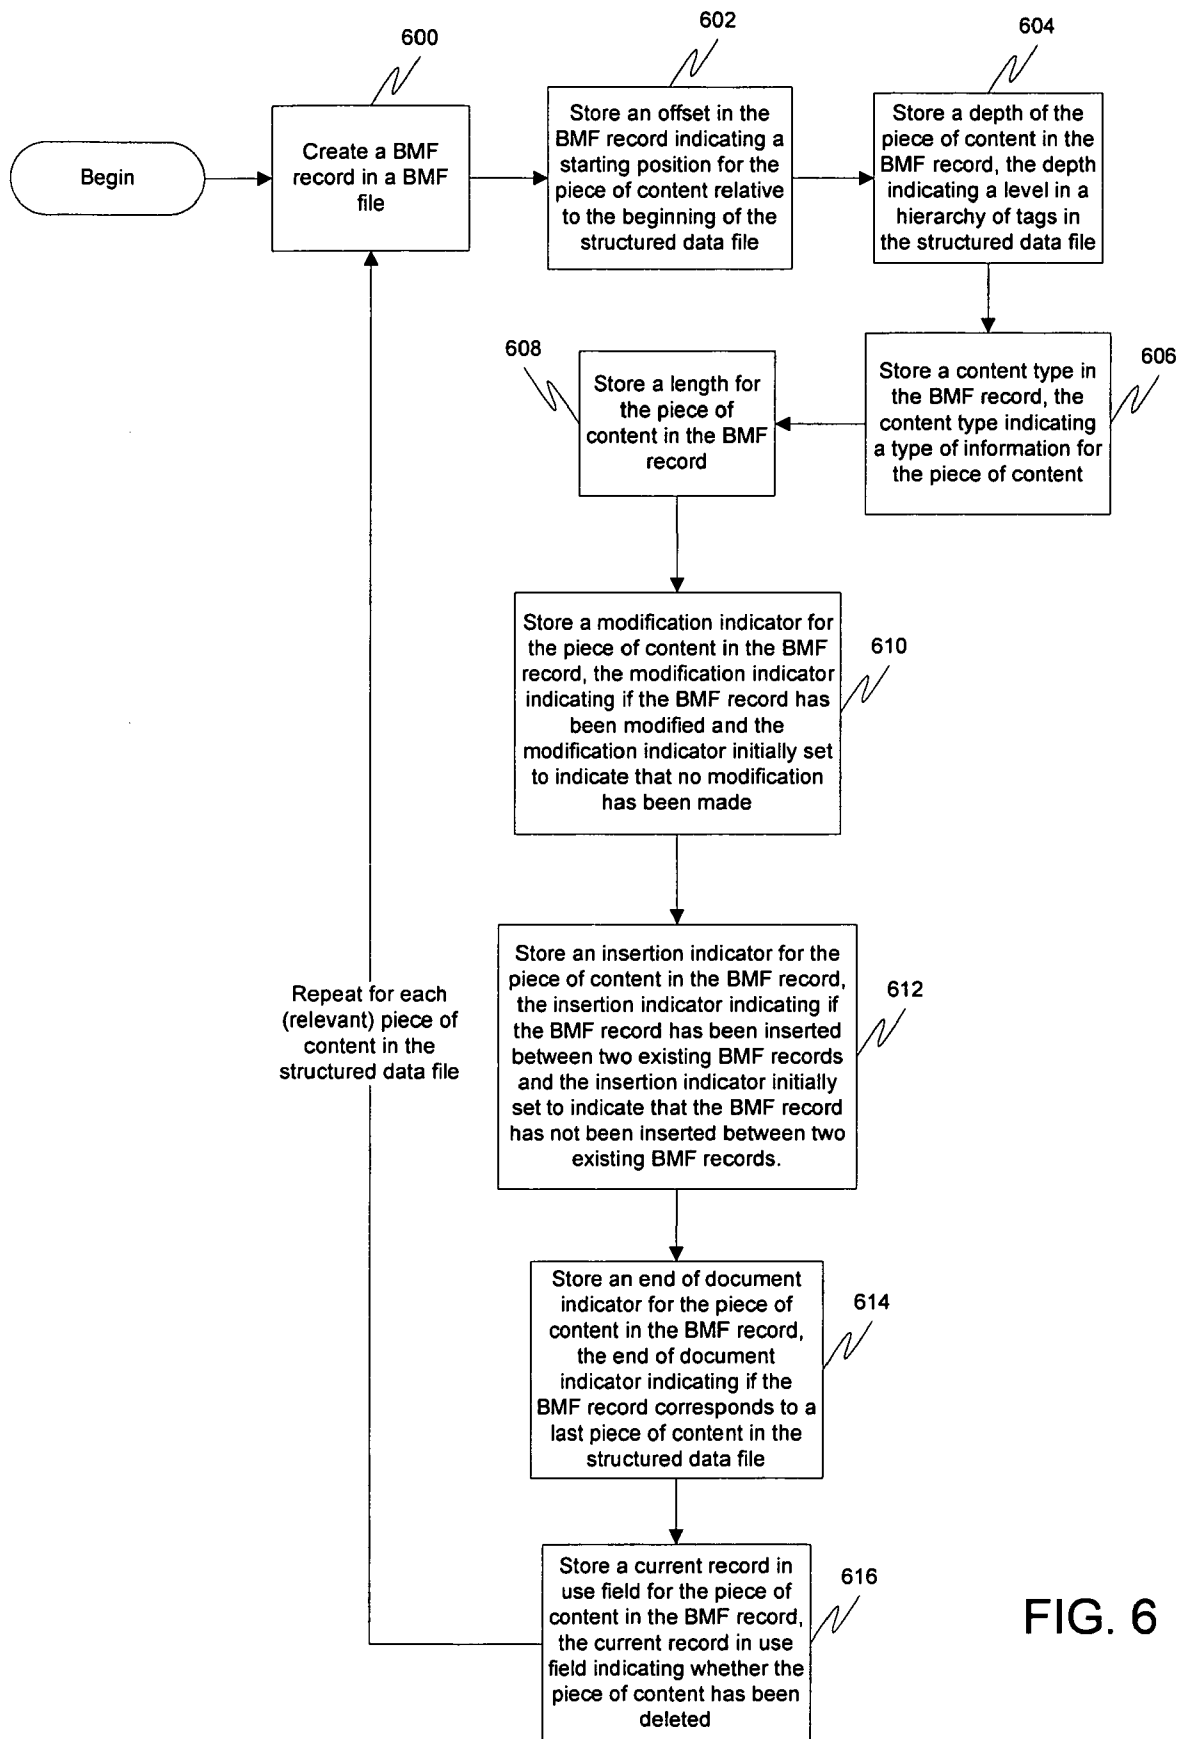 Begin
600
Create a BMF
record in a BMF
file
602
Store an offset in the
BMF record indicating a
starting position for the
piece of content relative
to the beginning of the
structured data file
604
Store a depth of the
piece of content in the
BMF record, the depth
indicating a level in a
hierarchy of tags in
the structured data file
606
Store a content type in
the BMF record, the
content type indicating
a type of information for
the piece of content
608
Store a length for
the piece of
content in the BMF
record
610
Store a modification indicator for
the piece of content in the BMF
record, the modification indicator
indicating if the BMF record has
been modified and the
modification indicator initially set
to indicate that no modification
has been made
612
Store an insertion indicator for the
piece of content in the BMF record,
the insertion indicator indicating if
the BMF record has been inserted
between two existing BMF records
and the insertion indicator initially
set to indicate that the BMF record
has not been inserted between two
existing BMF records.
614
Store an end of document
indicator for the piece of
content in the BMF record,
the end of document
indicator indicating if the
BMF record corresponds to a
last piece of content in the
structured data file
616
Store a current record in
use field for the piece of
content in the BMF record,
the current record in use
field indicating whether the
piece of content has been
deleted
Repeat for each
(relevant) piece of
content in the
structured data file
FIG. 6